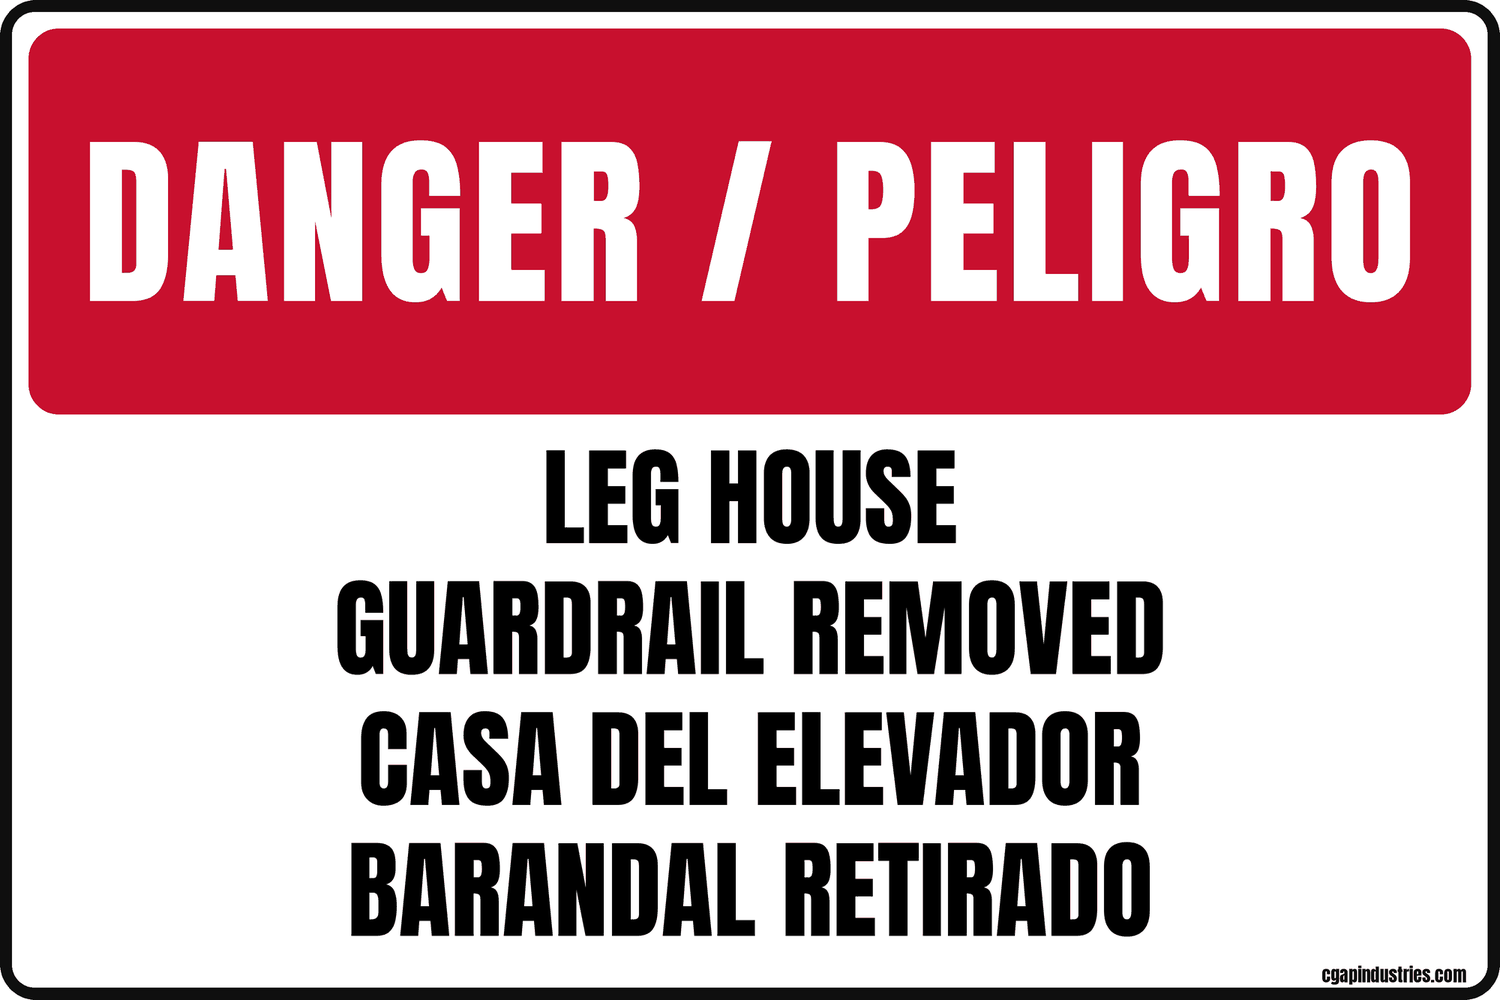 DANGER / PELIGRO
LEG HOUSE
GUARDRAIL REMOVED
CASA DEL ELEVADOR
BARANDAL RETIRADO
cgapindustries.com